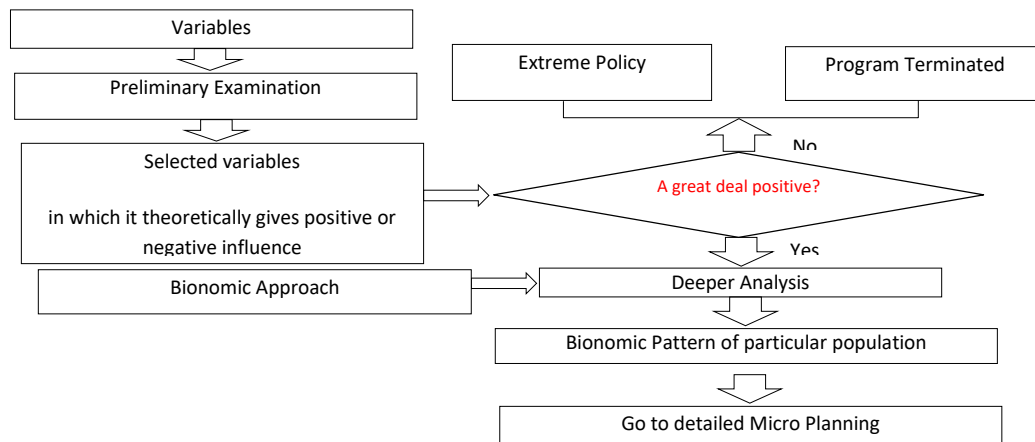 Variables
Preliminary Examination
Selected variables
in which it theoretically gives positive or
negative influence
Bionomic Approach
Extreme Policy
Program Terminated
No
A great deal positive?
Yes
Deeper Analysis
Bionomic Pattern of particular population
Go to detailed Micro Planning